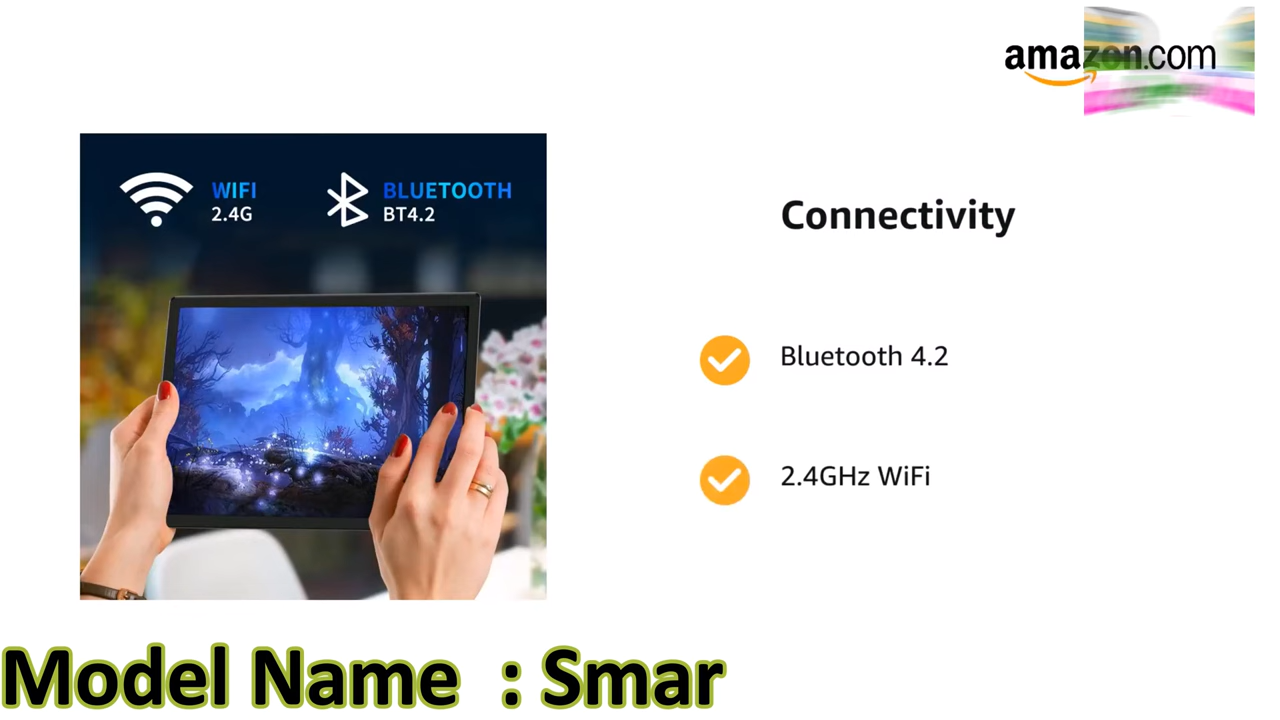 amazon.com
WIFI
2.4G
BLUETOOTH
BT4.2
Connectivity
Bluetooth 4.2
2.4GHz WiFi
Model Name : Smar